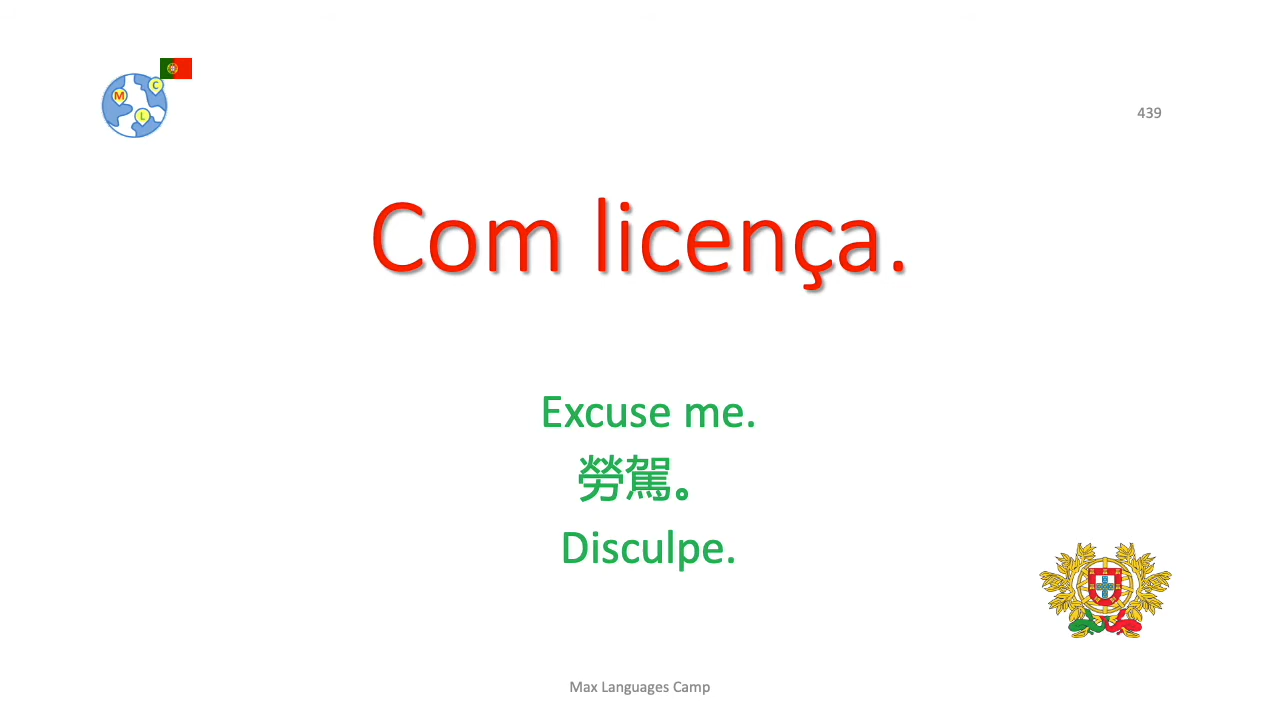 M C L
439
Com licença.
Excuse me.
勞駕。
Disculpe.
Max Languages Camp